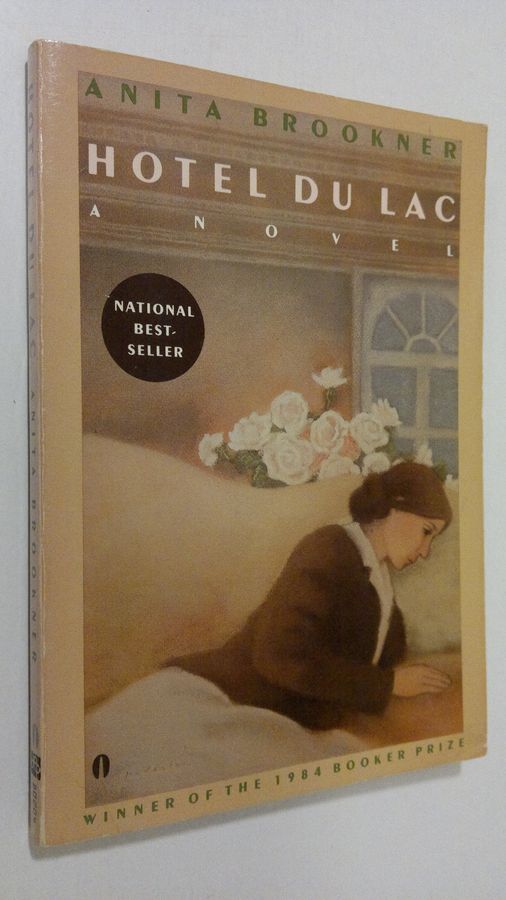 ANITA BROOKNER
HOTEL DU LAC
A NOVEL
NATIONAL
BEST-
SELLER
WINNER OF THE 1984 BOOKER PRIZE
HOTEL DU LAC ANITA BROOKNER